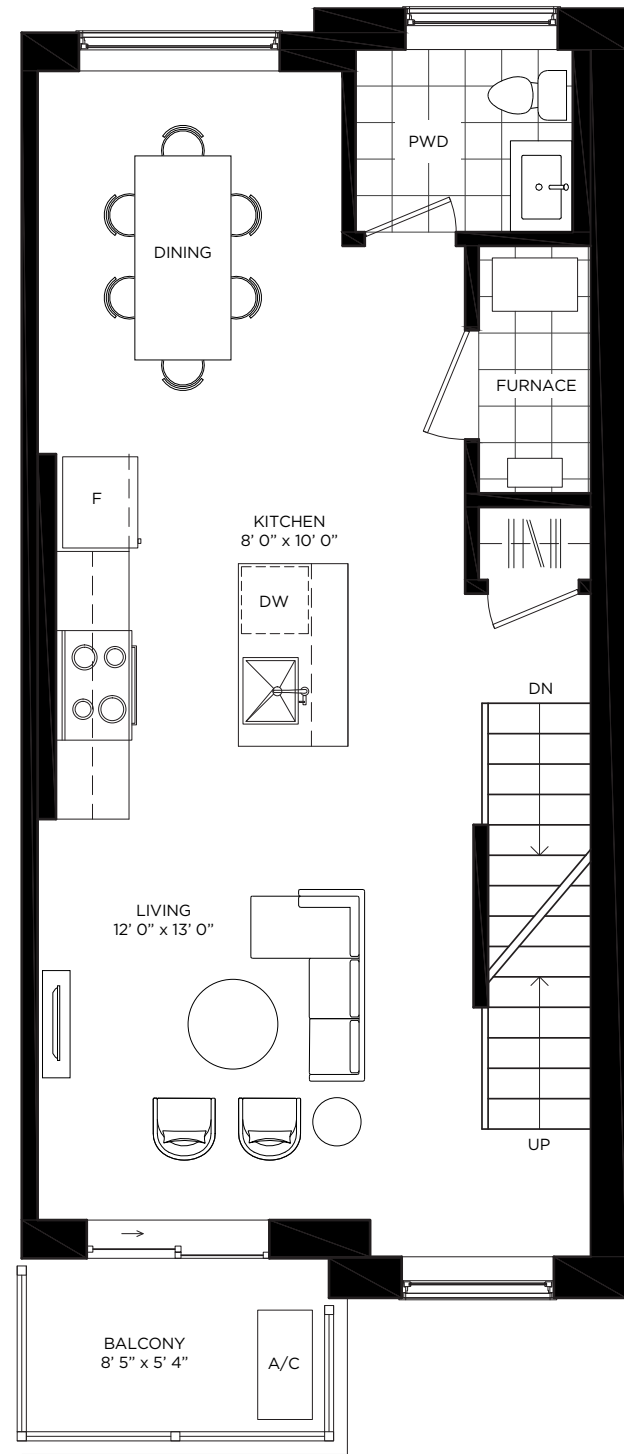 PWD
DINING
FURNACE
F
KITCHEN
8’ 0” x 10’ 0”
DW
DN
LIVING
12’ 0” x 13’ 0”
UP
BALCONY
8’ 5” x 5’ 4”
A/C